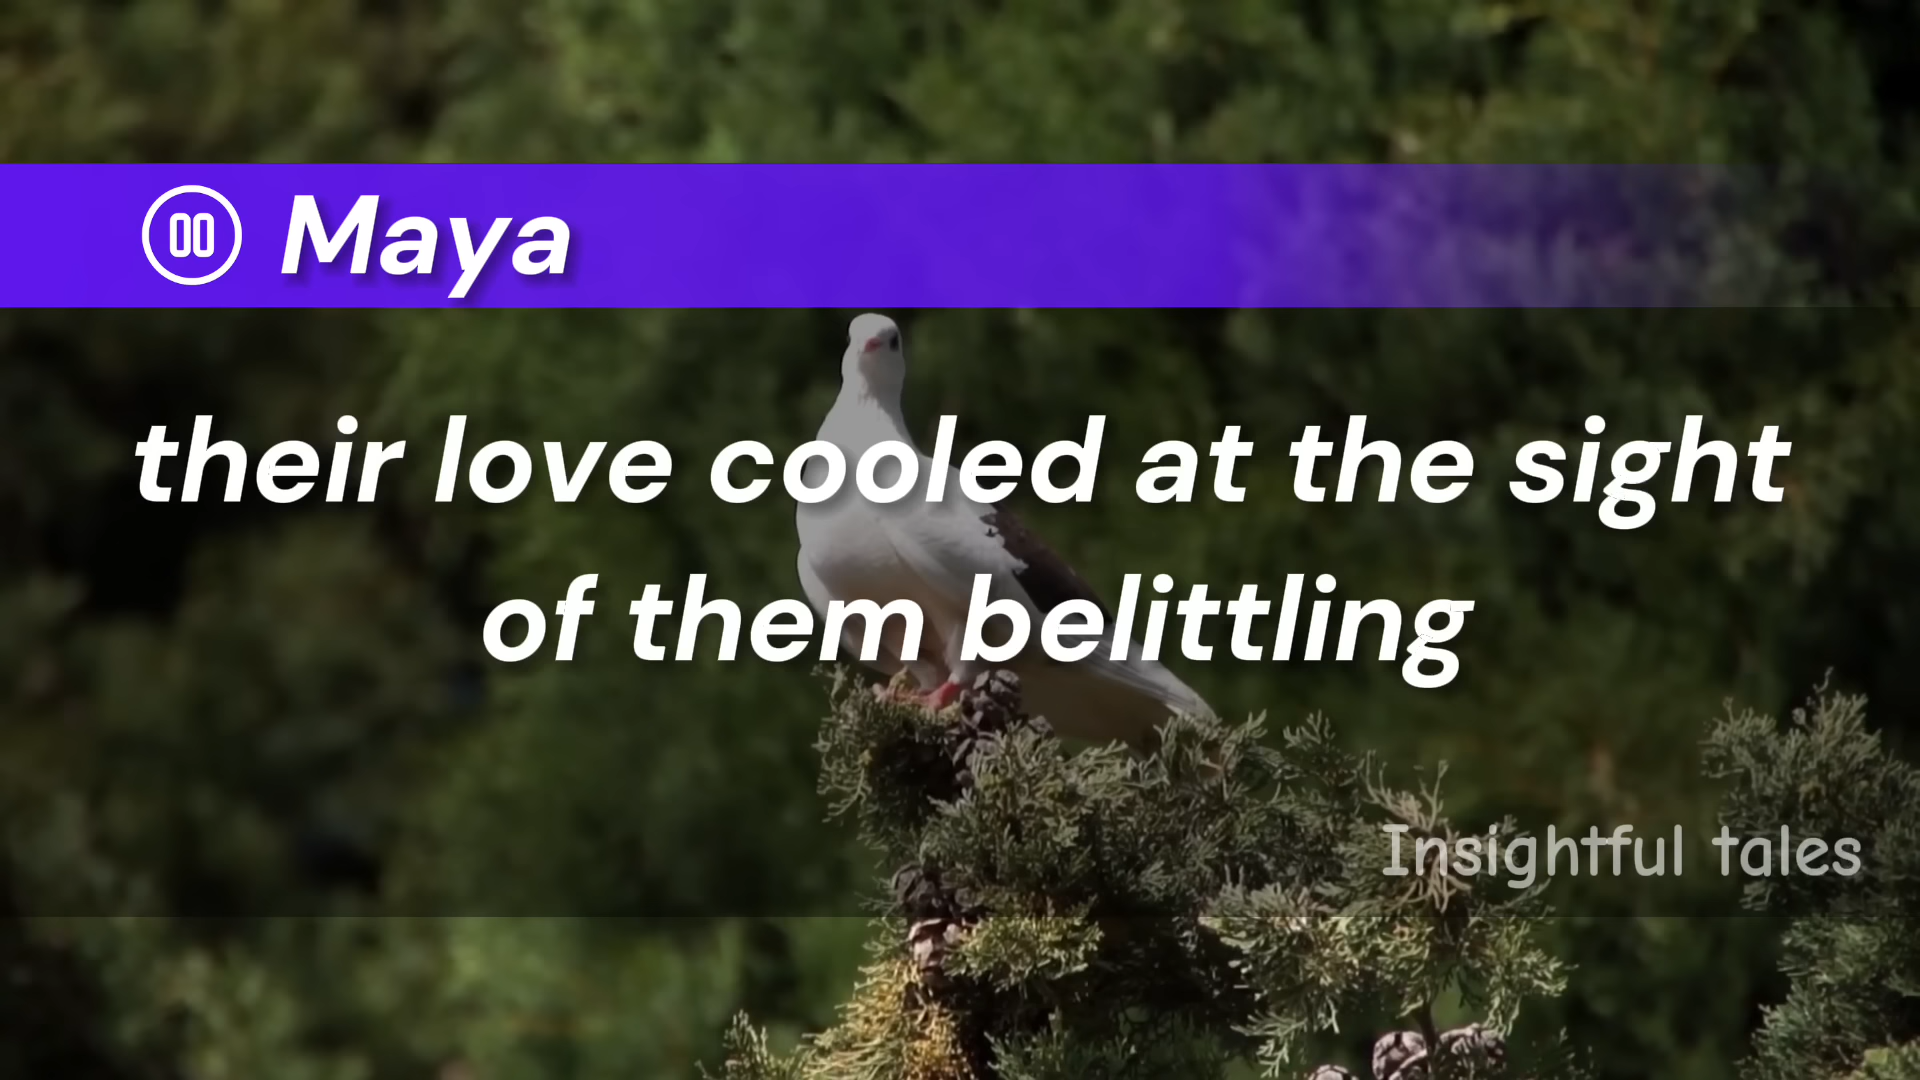 Maya
their love cooled at the sight
of them belittling
Insightful tales